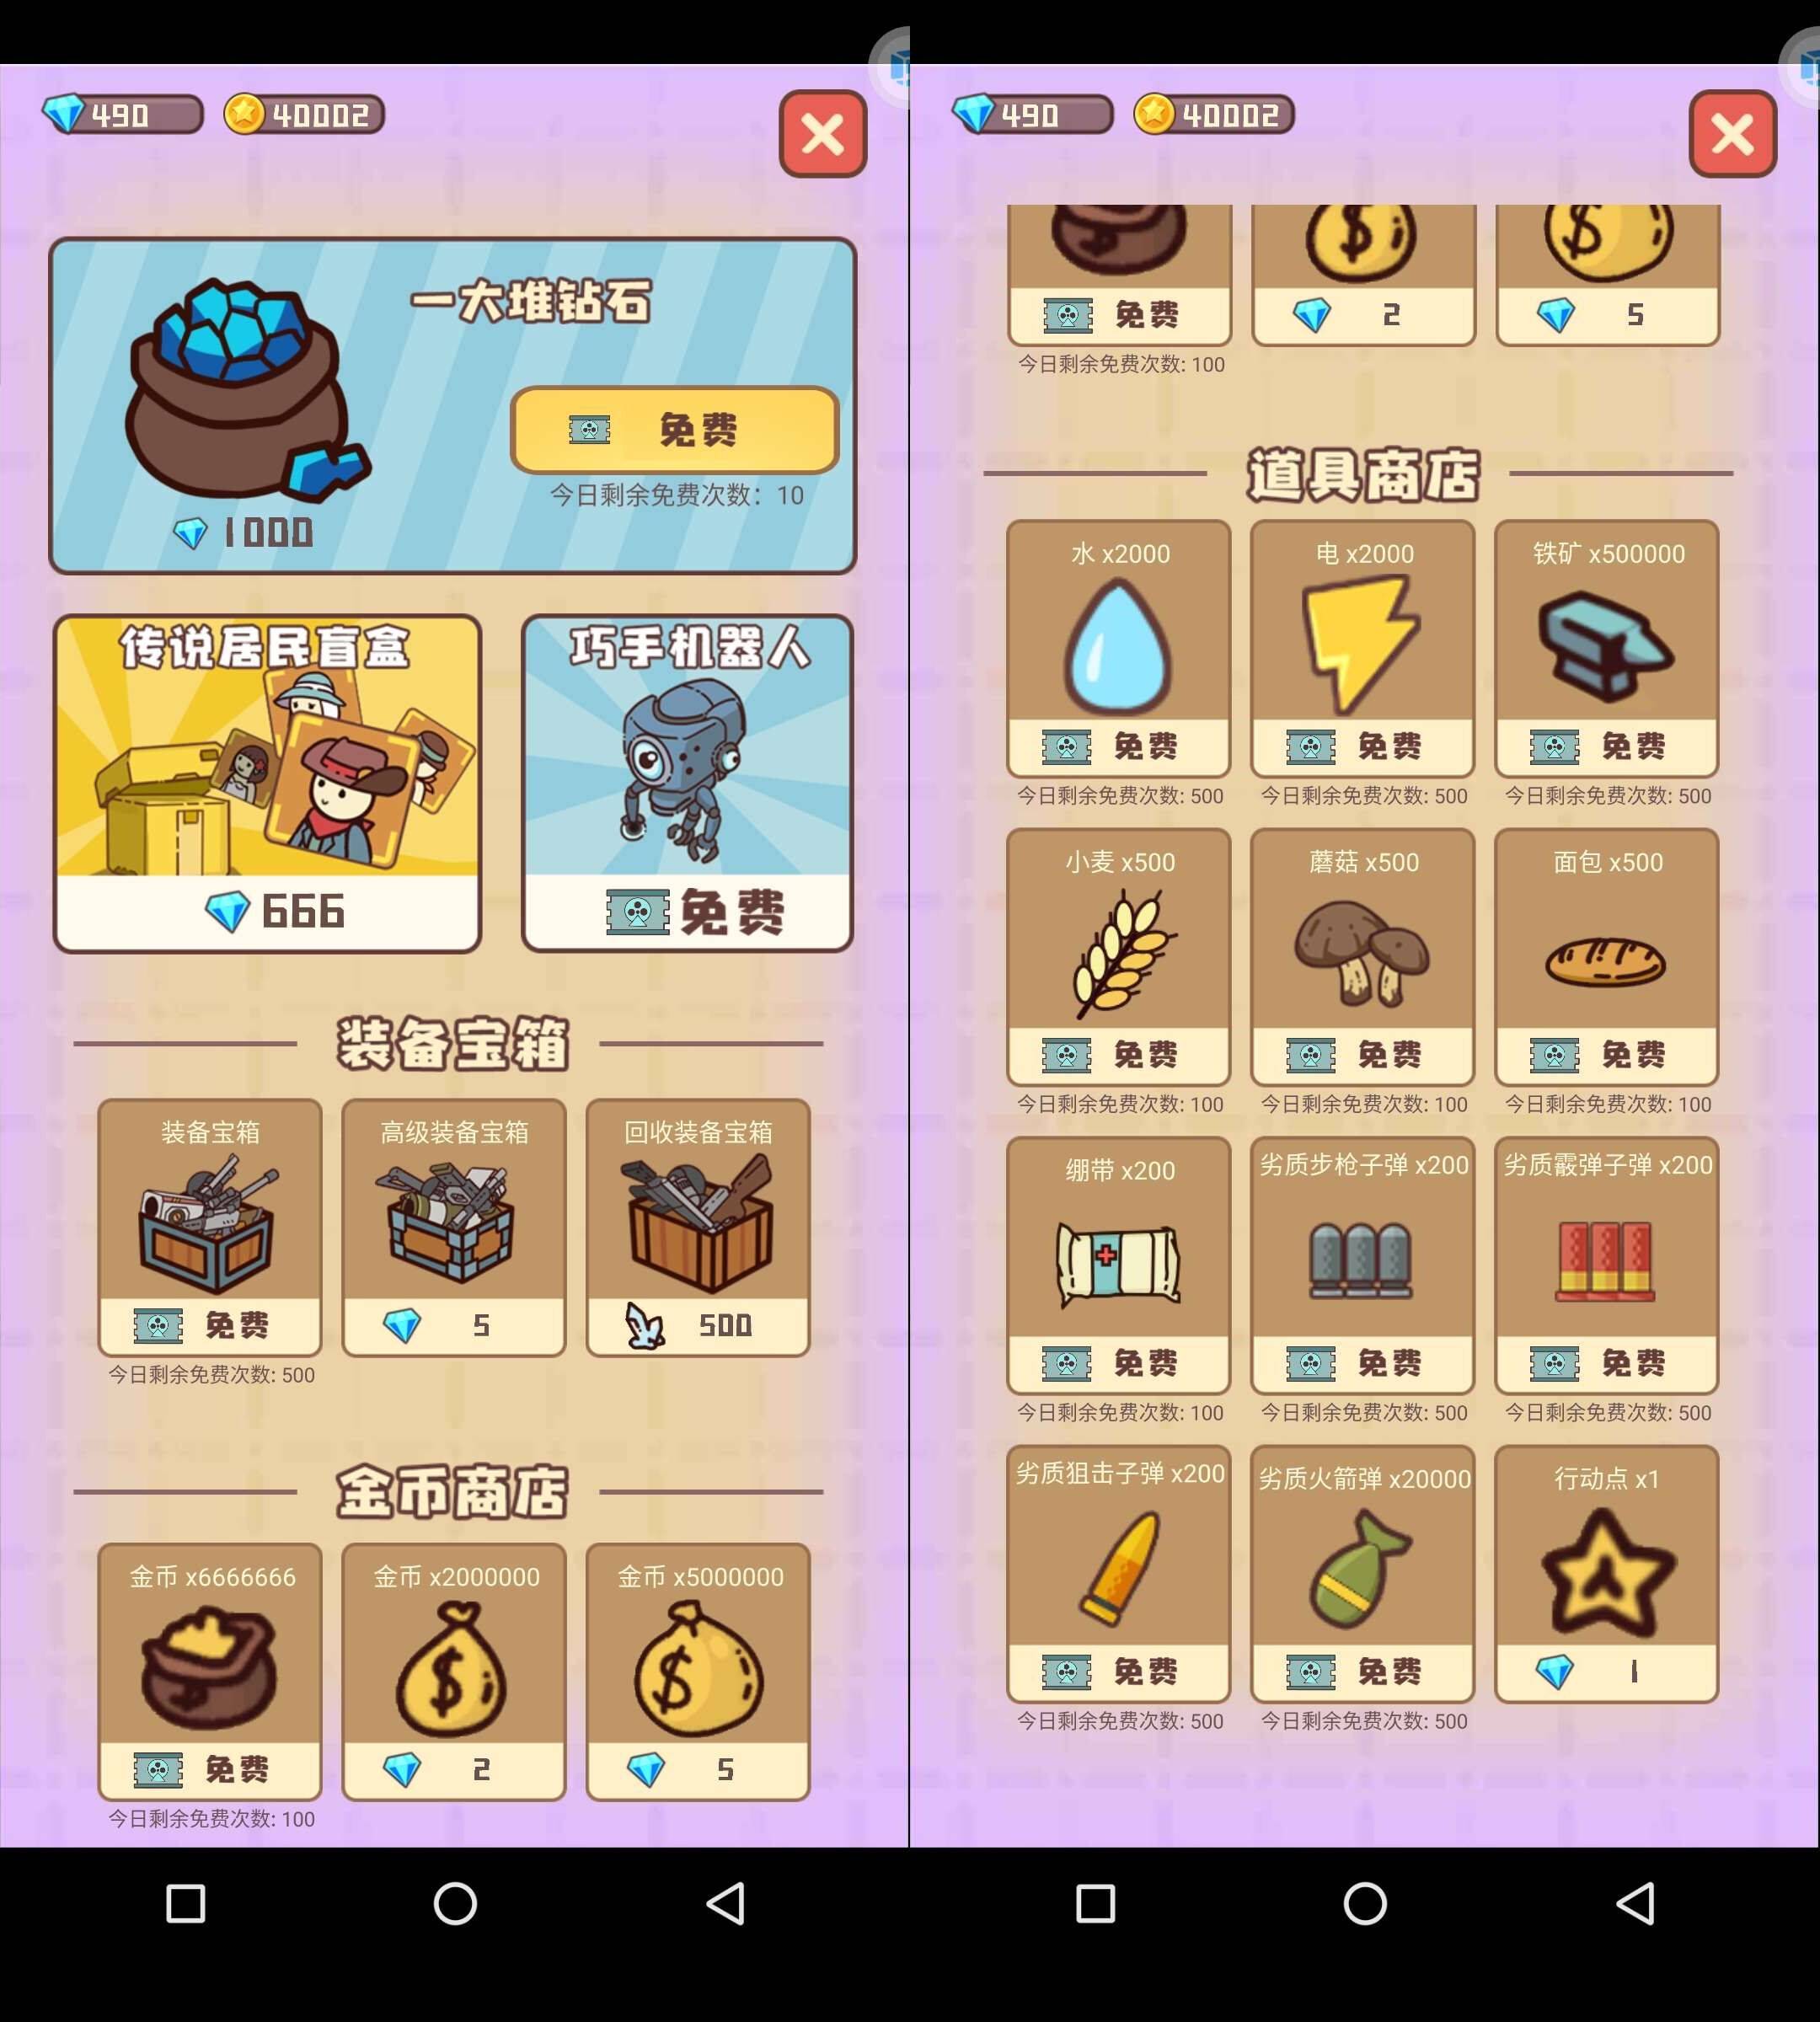 490
40002
一大堆钻石
免费
今日剩余免费次数: 10
1000
传说居民盲盒
巧手机器人
666
免费
装备宝箱
装备宝箱
高级装备宝箱
回收装备宝箱
免费
5
500
今日剩余免费次数: 500
金币商店
金币 x6666666
金币 x2000000
金币 x5000000
免费
2
5
今日剩余免费次数: 100
490
40002
免费
2
5
今日剩余免费次数: 100
道具商店
水 x2000
电 x2000
铁矿 x500000
免费
免费
免费
今日剩余免费次数: 500
今日剩余免费次数: 500
今日剩余免费次数: 500
小麦 x500
蘑菇 x500
面包 x500
免费
免费
免费
今日剩余免费次数: 100
今日剩余免费次数: 100
今日剩余免费次数: 100
绷带 x200
劣质步枪子弹 x200
劣质霰弹子弹 x200
免费
免费
免费
今日剩余免费次数: 100
今日剩余免费次数: 500
今日剩余免费次数: 500
劣质狙击子弹 x200
劣质火箭弹 x20000
行动点 x1
免费
免费
1
今日剩余免费次数: 500
今日剩余免费次数: 500